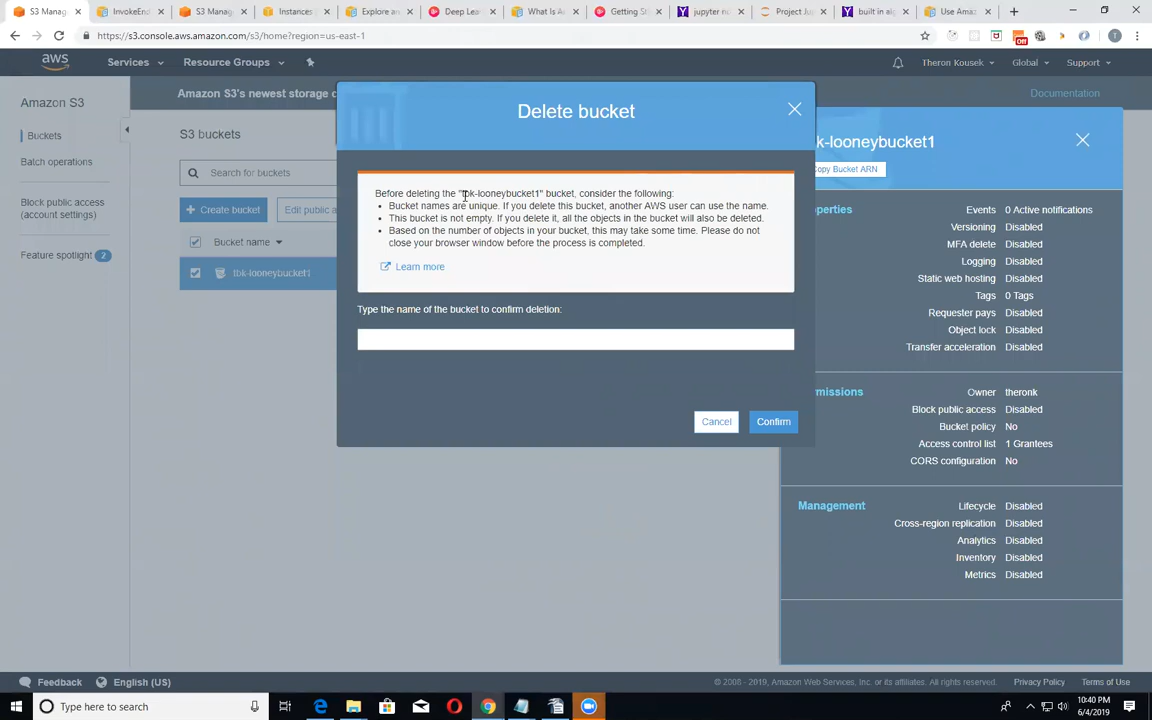 S3 Manag
InvokeEnd
S3 Manag
Instances
Explore an
Deep Lea
What Is A
Getting St
jupyter n
Project Ju
built in alg
Use Amaz
https://s3.console.aws.amazon.com/s3/home?region=us-east-1
Off
T
aws
Services
Resource Groups
Theron Kousek
Global
Support
Amazon S3
Amazon S3's newest storage c
Documentation
Buckets
Batch operations
Block public access
(account settings)
Feature spotlight 2
S3 buckets
Search for buckets
+ Create bucket
Edit public a
Bucket name
tbk-looneybucket1
Delete bucket
Before deleting the "tbk-looneybucket1" bucket, consider the following:
• Bucket names are unique. If you delete this bucket, another AWS user can use the name.
• This bucket is not empty. If you delete it, all the objects in the bucket will also be deleted.
• Based on the number of objects in your bucket, this may take some time. Please do not
close your browser window before the process is completed.
Learn more
Type the name of the bucket to confirm deletion:
Cancel
Confirm
k-looneybucket1
Copy Bucket ARN
perties
Events 0 Active notifications
Versioning Disabled
MFA delete Disabled
Logging Disabled
Static web hosting Disabled
Tags 0 Tags
Requester pays Disabled
Object lock Disabled
Transfer acceleration Disabled
missions
Owner theronk
Block public access Disabled
Bucket policy No
Access control list 1 Grantees
CORS configuration No
Management
Lifecycle Disabled
Cross-region replication Disabled
Analytics Disabled
Inventory Disabled
Metrics Disabled
Feedback
English (US)
© 2008 - 2019, Amazon Web Services, Inc. or its affiliates. All rights reserved.
Privacy Policy
Terms of Use
Type here to search
10:40 PM
6/4/2019